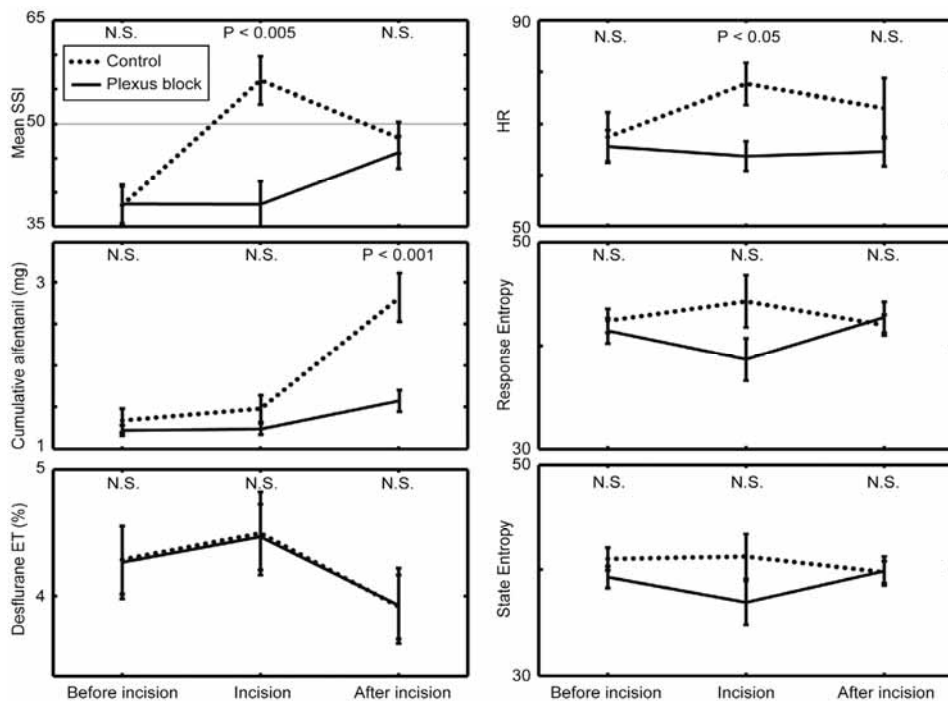 65
N.S. P < 0.005 N.S.
Control
Plexus block
50
35
Mean SSI
N.S. N.S. P < 0.001
3
1
Cumulative alfentanil (mg)
5
N.S. N.S. N.S.
4
Desflurane ET (%)
Before incision Incision After incision
90
N.S. P < 0.05 N.S.
HR
50
50
N.S. N.S. N.S.
Response Entropy
30
50
N.S. N.S. N.S.
State Entropy
30
Before incision Incision After incision